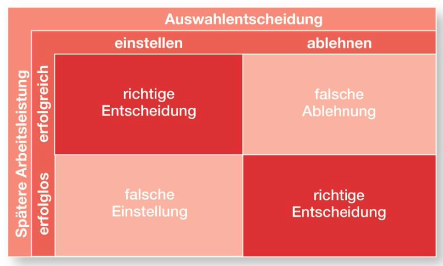 Auswahlentscheidung
einstellen
ablehnen
Spätere Arbeitsleistung
erfolgreich
richtige
Entscheidung
falsche
Ablehnung
erfolglos
falsche
Einstellung
richtige
Entscheidung